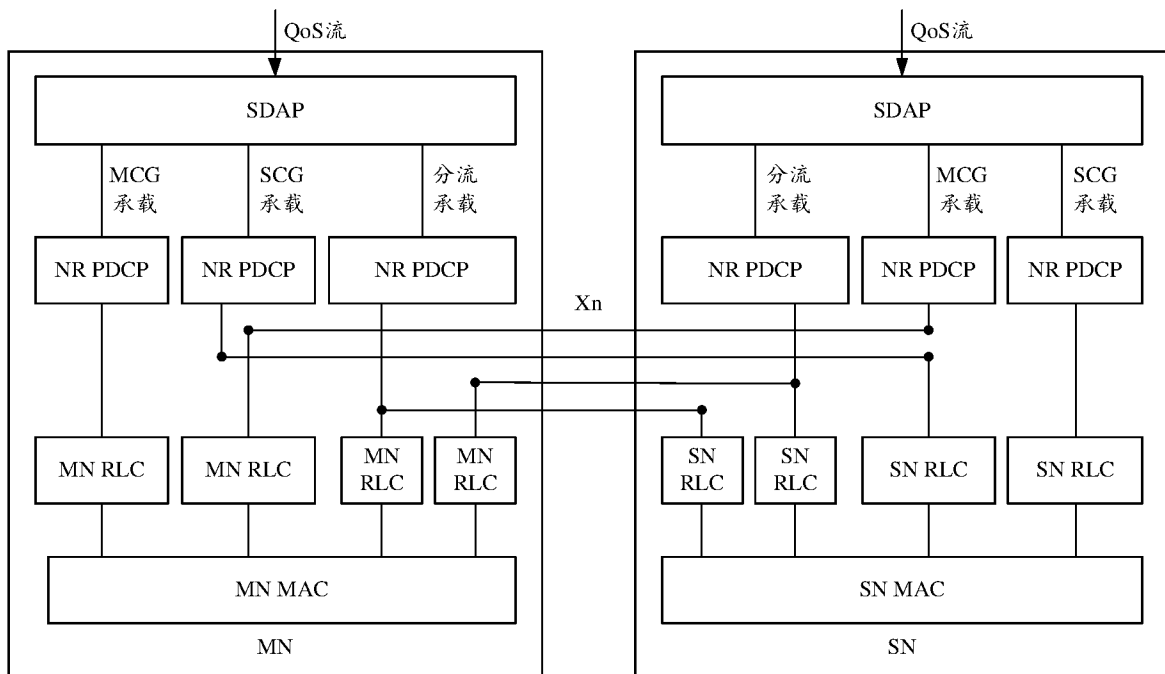 QoS流
QoS流
SDAP
SDAP
MCG
承载
SCG
承载
分流
承载
分流
承载
MCG
承载
SCG
承载
NR PDCP
NR PDCP
NR PDCP
NR PDCP
NR PDCP
NR PDCP
Xn
MN RLC
MN RLC
MN
RLC
MN
RLC
SN
RLC
SN
RLC
SN RLC
SN RLC
MN MAC
SN MAC
MN
SN